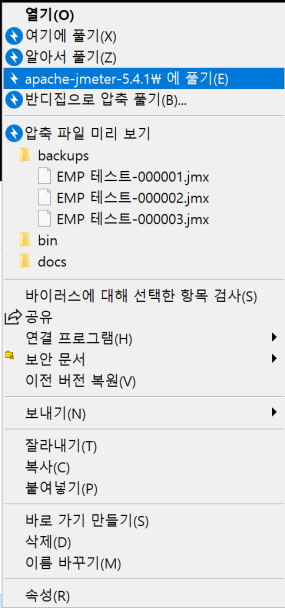 열기(O)
여기에 풀기(X)
알아서 풀기(Z)
apache-jmeter-5.4.1₩ 에 풀기(E)
반디집으로 압축 풀기(B)...
압축 파일 미리 보기
backups
EMP 테스트-000001.jmx
EMP 테스트-000002.jmx
EMP 테스트-000003.jmx
bin
docs
바이러스에 대해 선택한 항목 검사(S)
공유
연결 프로그램(H)
보안 문서
이전 버전 복원(V)
보내기(N)
잘라내기(T)
복사(C)
붙여넣기(P)
바로 가기 만들기(S)
삭제(D)
이름 바꾸기(M)
속성(R)